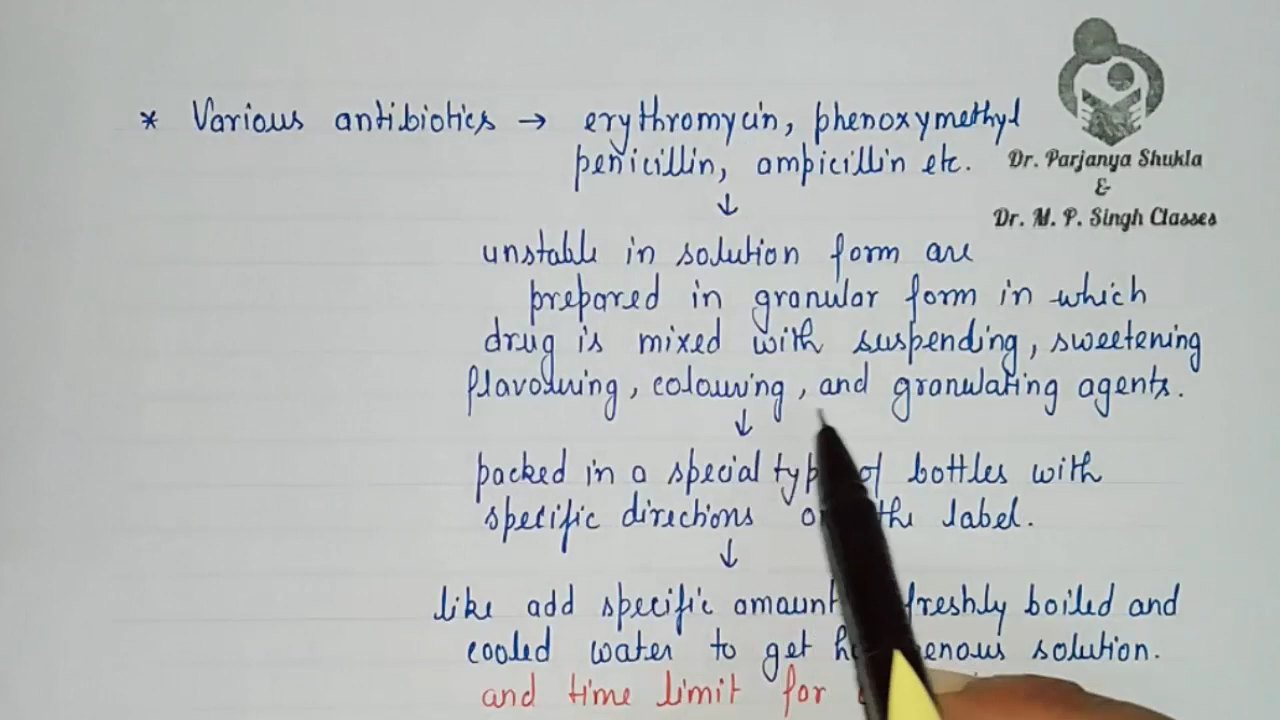 * Various antibiotics → erythromycin, phenoxymethyl
penicillin, ampicillin etc.
↓
unstable in solution form are
prepared in granular form in which
drug is mixed with suspending, sweetening
flavouring, colouring, and granulating agents.
↓
packed in a special of bottles with
specific directions the label.
↓
like add specific amount freshly boiled and
cooled water to get solution.
and time limit for
Dr. Parjanya Shukla
&
Dr. M. P. Singh Classes